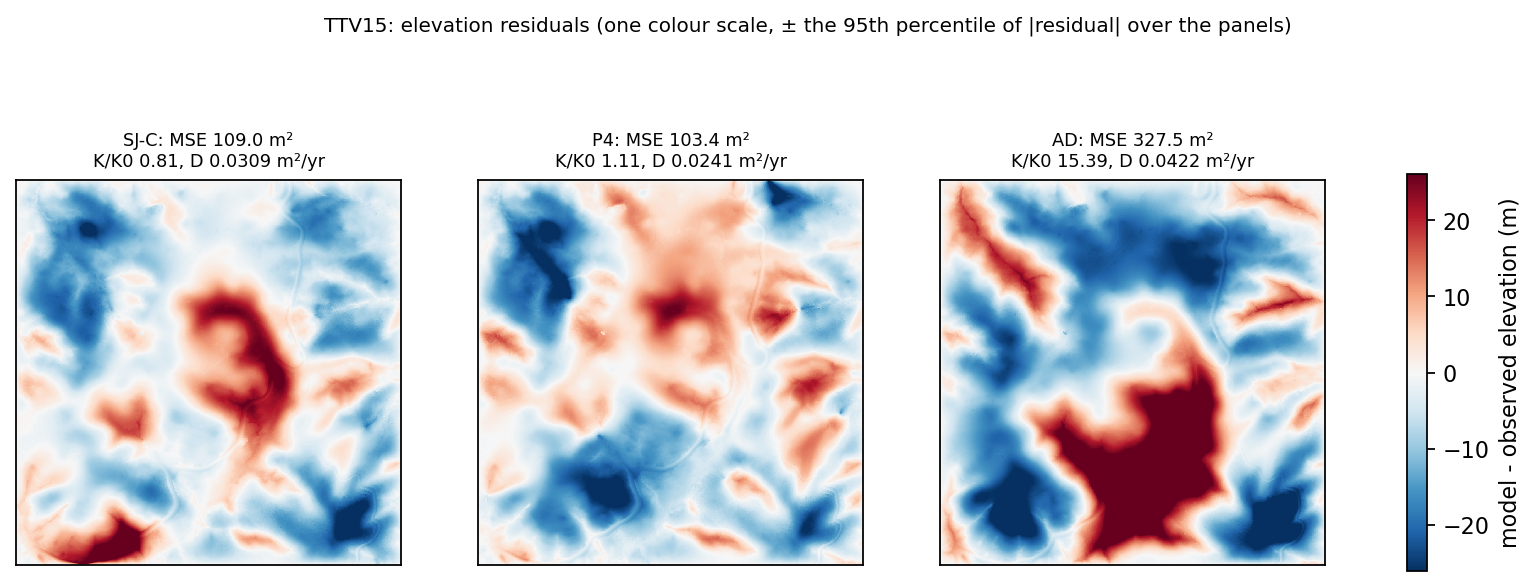 TTV15: elevation residuals (one colour scale, ± the 95th percentile of |residual| over the panels)
SJ-C: MSE 109.0 m²
K/K0 0.81, D 0.0309 m²/yr
P4: MSE 103.4 m²
K/K0 1.11, D 0.0241 m²/yr
AD: MSE 327.5 m²
K/K0 15.39, D 0.0422 m²/yr
20
10
0
−10
−20
model - observed elevation (m)